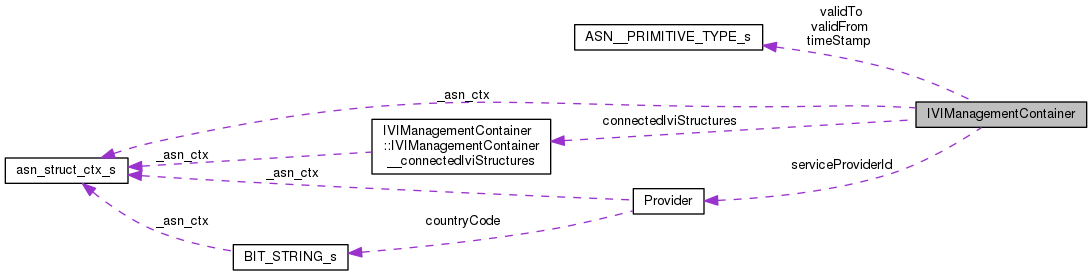 validTo
validFrom
timeStamp
ASN__PRIMITIVE_TYPE_s
_asn_ctx
IVIManagementContainer
connectedIviStructures
IVIManagementContainer
::IVIManagementContainer
__connectedIviStructures
_asn_ctx
serviceProviderId
asn_struct_ctx_s
_asn_ctx
Provider
countryCode
_asn_ctx
BIT_STRING_s